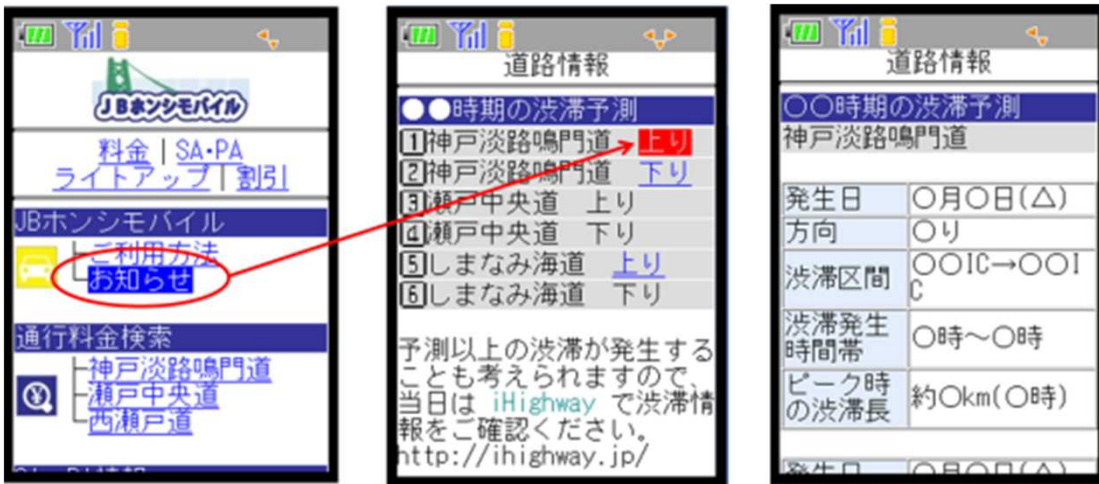 JBホンシモバイル
料金 | SA・PA
ライトアップ | 割引
JBホンシモバイル
ご利用方法
お知らせ
通行料金検索
神戸淡路鳴門道
瀬戸中央道
西瀬戸道
道路情報
●●時期の渋滞予測
1神戸淡路鳴門道 上り
2神戸淡路鳴門道 下り
3瀬戸中央道 上り
4瀬戸中央道 下り
5しまなみ海道 上り
6しまなみ海道 下り
予測以上の渋滞が発生する
ことも考えられますので、
当日は iHighway で渋滞情
報をご確認ください。
http://ihighway.jp/
道路情報
○○時期の渋滞予測
神戸淡路鳴門道
発生日 ○月○日(△)
方向 ○り
渋滞区間 ○○IC→○○I
C
渋滞発生
時間帯 ○時～○時
ピーク時
の渋滞長 約○km(○時)
発生日 ○月○日(△)